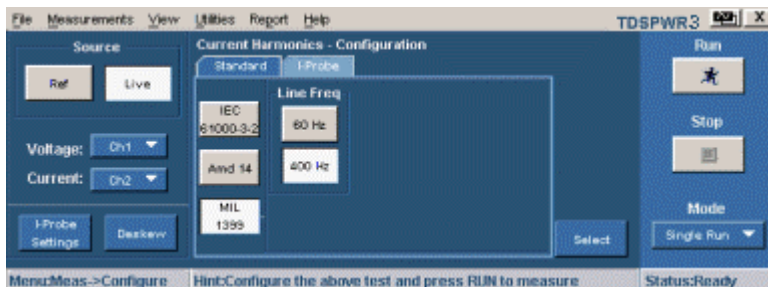 File Measurements View Utilities Report Help TDSPWR3 X
Source
Ref Live
Voltage: Ch1
Current: Ch2
I-Probe Settings
Deskew
Current Harmonics - Configuration
Standard I-Probe
IEC 61000-3-2
Amd 14
MIL 1399
Line Freq
60 Hz
400 Hz
Select
Run
Stop
Mode
Single Run
Menu:Meas->Configure Hint:Configure the above test and press RUN to measure Status:Ready